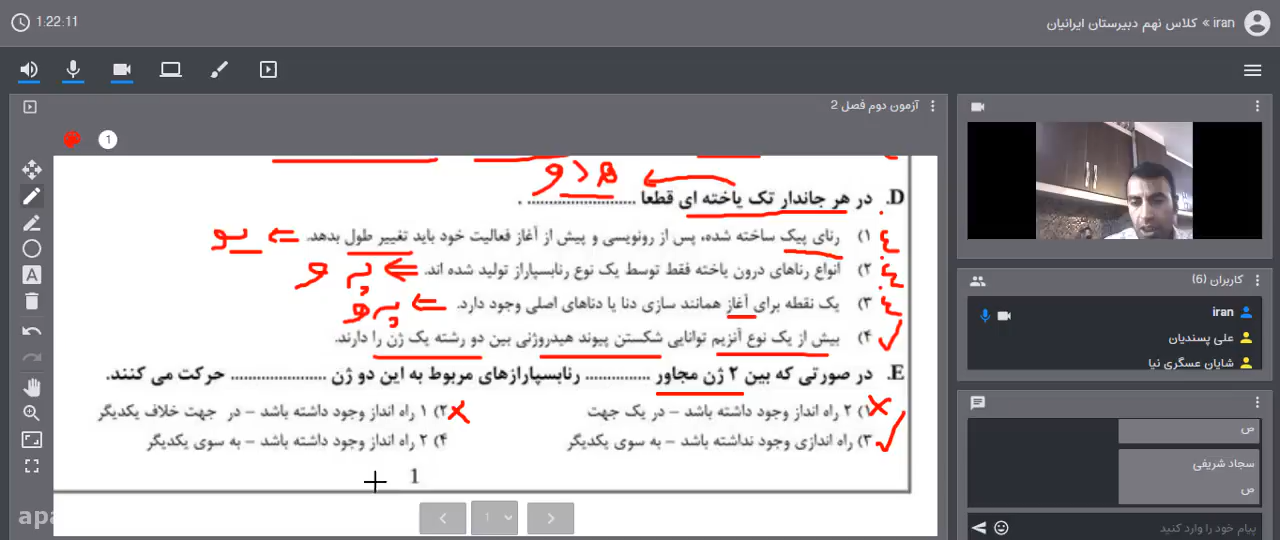 1:22:11
iran » کلاس نهم دبیرستان ایرانیان
آزمون دوم فصل 2
1
D. در هر جاندار تک یاخته ای قطعا .................... .
۱) رنای پیک ساخته شده، پس از رونویسی و پیش از آغاز فعالیت خود باید تغییر طول بدهد.
۲) انواع رناهای درون یاخته فقط توسط یک نوع رنابسپاراز تولید شده اند.
۳) یک نقطه برای آغاز همانند سازی دنا یا دناهای اصلی وجود دارد.
۴) بیش از یک نوع آنزیم توانایی شکستن پیوند هیدروژنی بین دو رشته یک ژن را دارند.
E. در صورتی که بین ۲ ژن مجاور .............. رنابسپارازهای مربوط به این دو ژن .................... حرکت می کنند.
۱) ۲ راه انداز وجود داشته باشد – در یک جهت
۲) ۱ راه انداز وجود داشته باشد – در جهت خلاف یکدیگر
۳) راه اندازی وجود نداشته باشد – به سوی یکدیگر
۴) ۲ راه انداز وجود داشته باشد – به سوی یکدیگر
1
۱
کاربران (6)
iran
علی پسندیان
شایان عسگری نیا
ص
سجاد شریفی
ص
پیام خود را وارد کنید.
apa